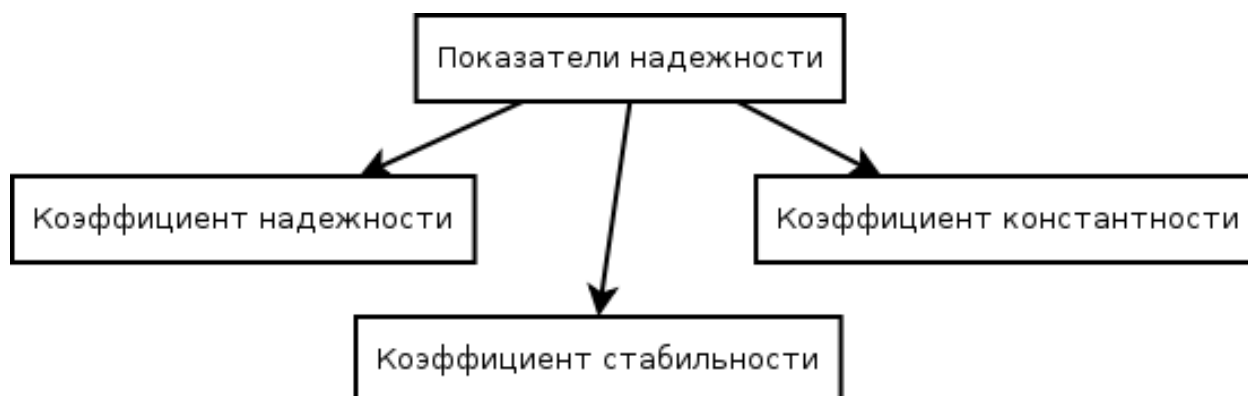 Показатели надежности
Коэффициент надежности
Коэффициент константности
Коэффициент стабильности